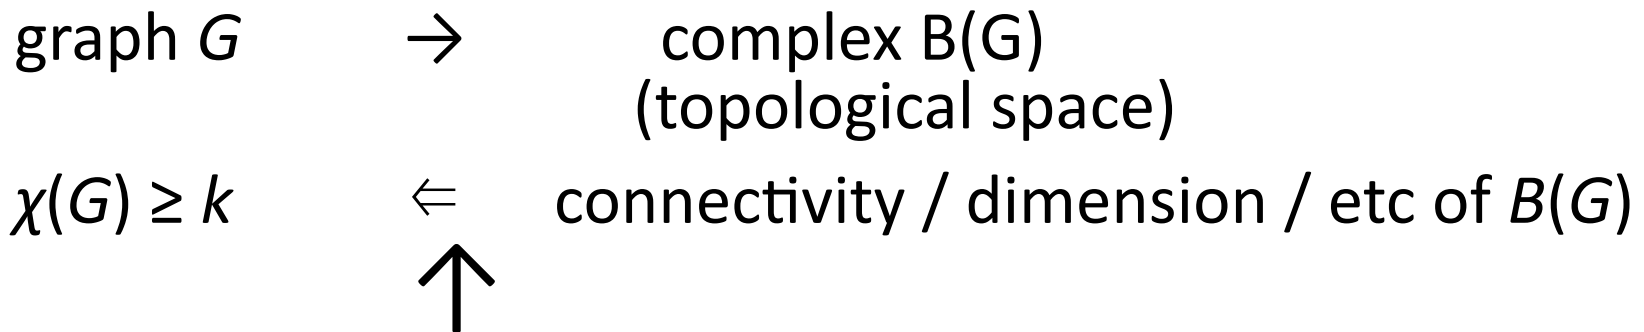 graph G → complex B(G)
(topological space)
χ(G) ≥ k ⇐ connectivity / dimension / etc of B(G)
↑